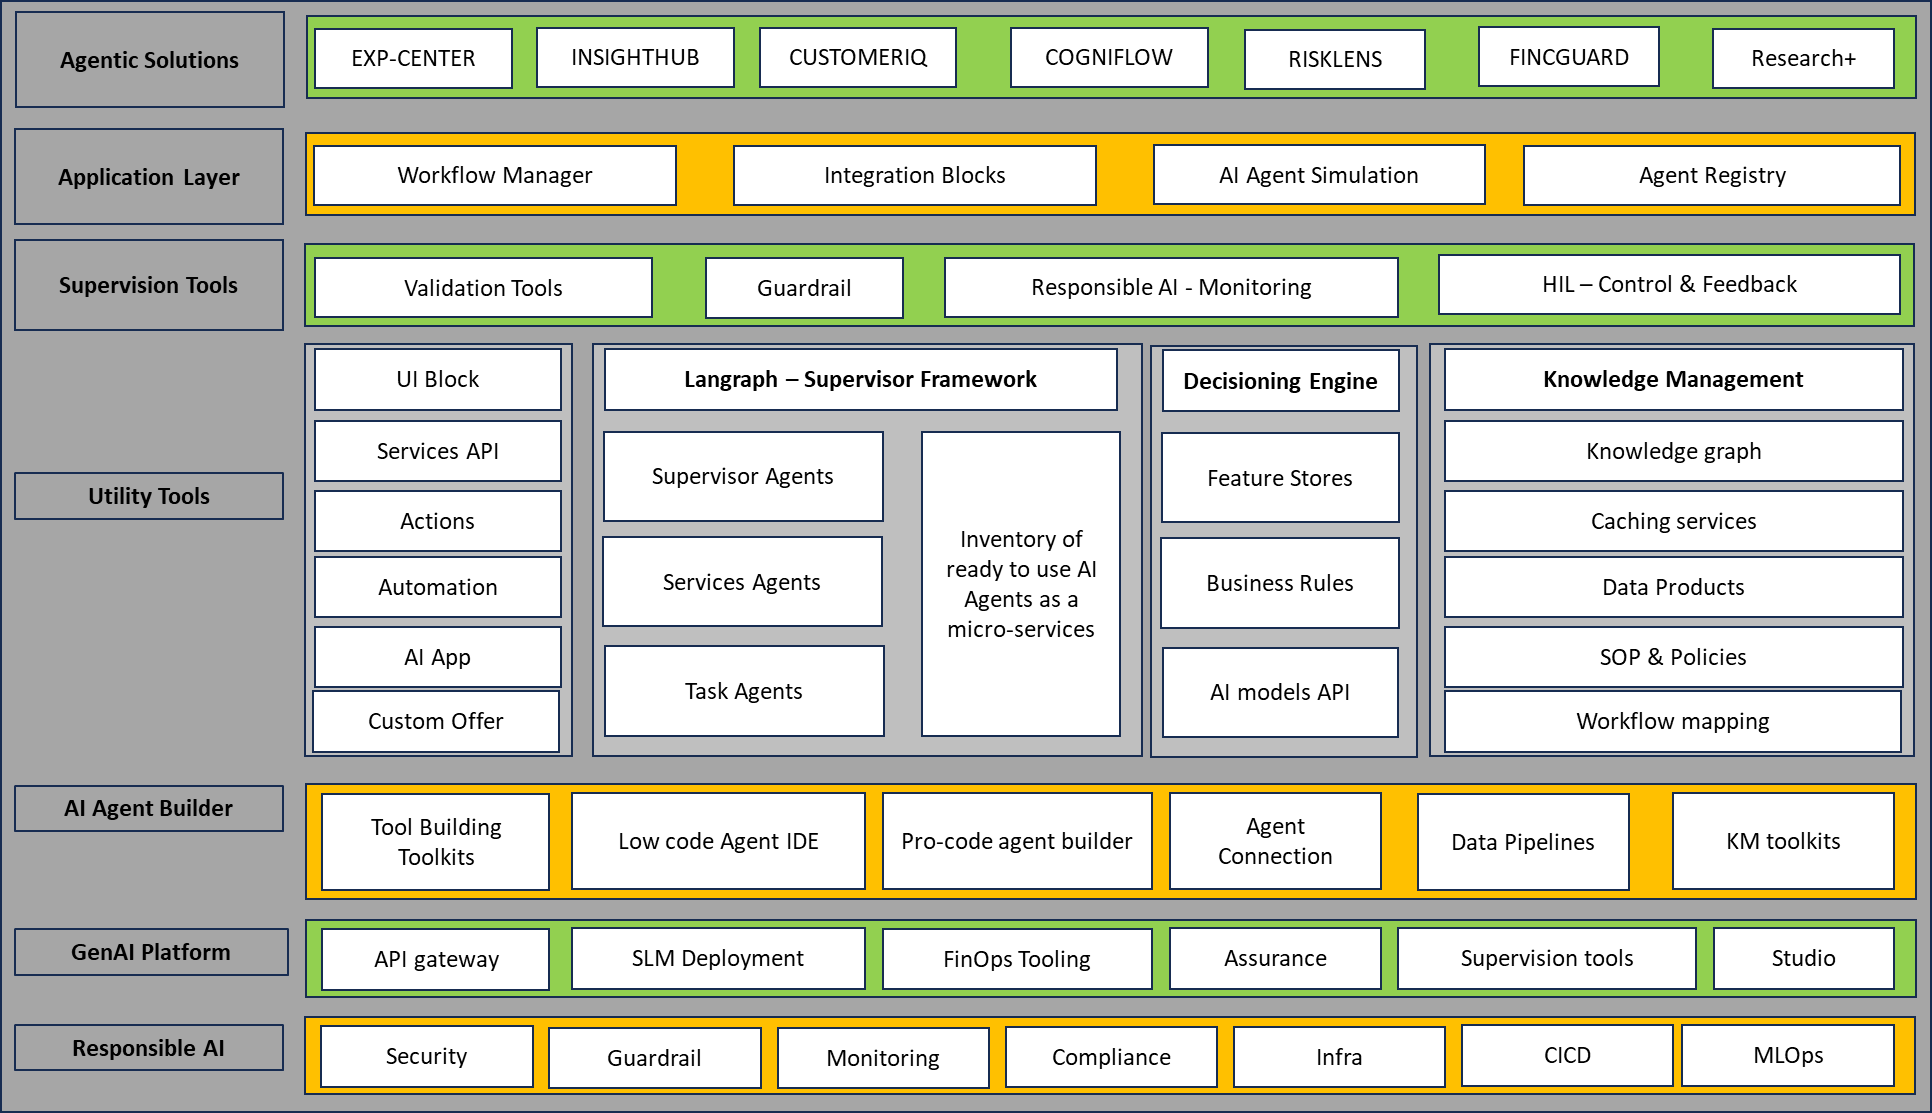 Agentic Solutions
EXP-CENTER
INSIGHTHUB
CUSTOMERIQ
COGNIFLOW
RISKLENS
FINCGUARD
Research+
Application Layer
Workflow Manager
Integration Blocks
AI Agent Simulation
Agent Registry
Supervision Tools
Validation Tools
Guardrail
Responsible AI - Monitoring
HIL – Control & Feedback
Utility Tools
UI Block
Services API
Actions
Automation
AI App
Custom Offer
Langraph – Supervisor Framework
Supervisor Agents
Services Agents
Task Agents
Inventory of
ready to use AI
Agents as a
micro-services
Decisioning Engine
Feature Stores
Business Rules
AI models API
Knowledge Management
Knowledge graph
Caching services
Data Products
SOP & Policies
Workflow mapping
AI Agent Builder
Tool Building
Toolkits
Low code Agent IDE
Pro-code agent builder
Agent
Connection
Data Pipelines
KM toolkits
GenAI Platform
API gateway
SLM Deployment
FinOps Tooling
Assurance
Supervision tools
Studio
Responsible AI
Security
Guardrail
Monitoring
Compliance
Infra
CICD
MLOps